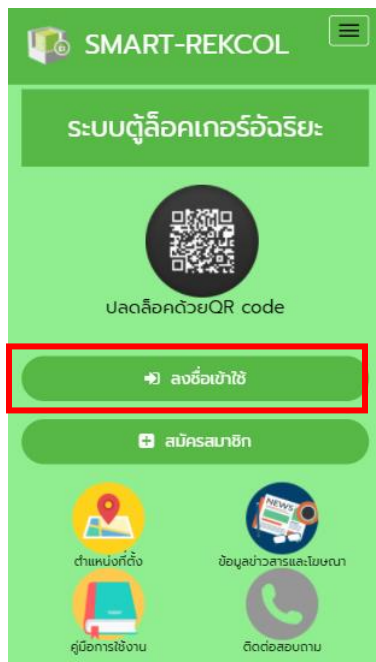 SMART-REKCOL
ระบบตู้ล็อคเกอร์อัฉริยะ
ปลดล็อคด้วยQR code
ลงชื่อเข้าใช้
สมัครสมาชิก
NEWS
ตำแหน่งที่ตั้ง
ข้อมูลข่าวสารและโฆษณา
คู่มือการใช้งาน
ติดต่อสอบถาม